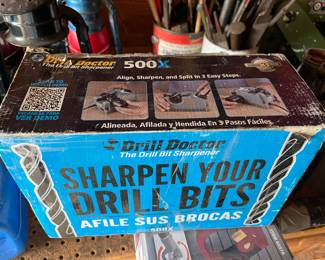 Drill Doctor 500X
The Drill Bit Sharpener
Align, Sharpen, and Split in 3 Easy Steps.
VER DEMO
¡Alineada, Afilada y Hendida En 3 Pasos Fáciles.
Drill Doctor
The Drill Bit Sharpener
SHARPEN YOUR
DRILL BITS
AFILE SUS BROCAS
500X